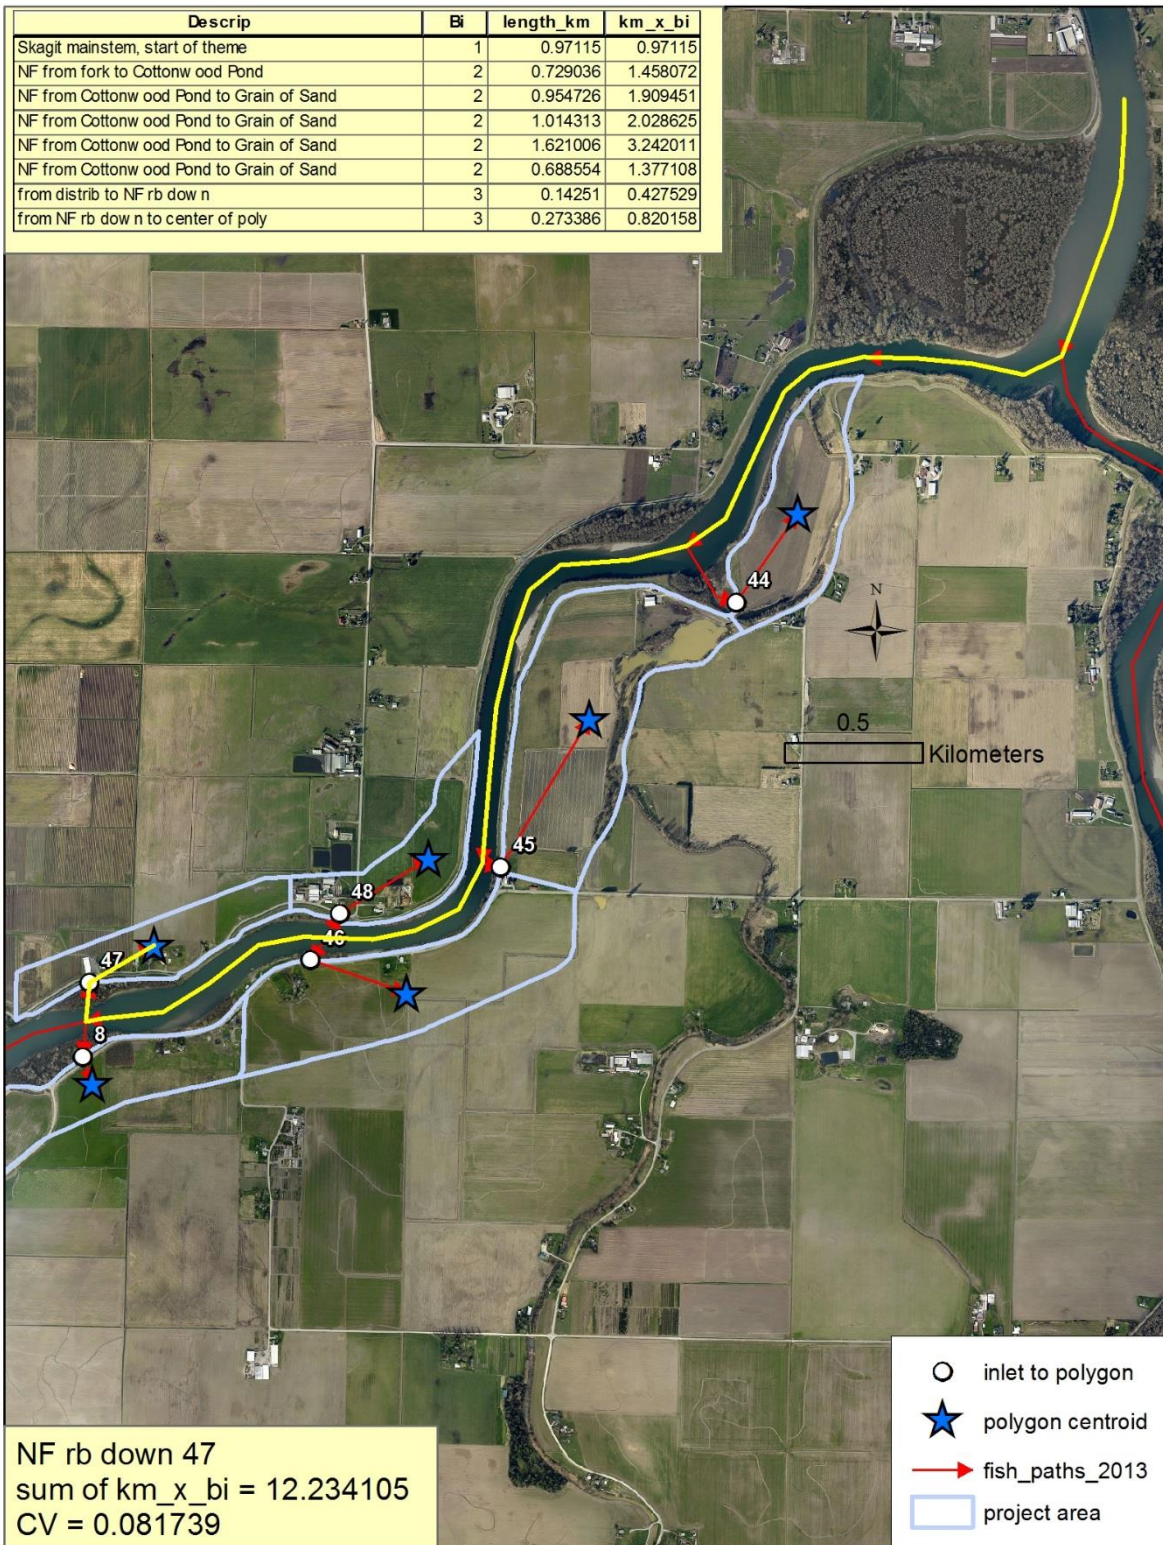 Descrip Bi length_km km_x_bi
Skagit mainstem, start of theme 1 0.97115 0.97115
NF from fork to Cottonw ood Pond 2 0.729036 1.458072
NF from Cottonw ood Pond to Grain of Sand 2 0.954726 1.909451
NF from Cottonw ood Pond to Grain of Sand 2 1.014313 2.028625
NF from Cottonw ood Pond to Grain of Sand 2 1.621006 3.242011
NF from Cottonw ood Pond to Grain of Sand 2 0.688554 1.377108
from distrib to NF rb dow n 3 0.14251 0.427529
from NF rb dow n to center of poly 3 0.273386 0.820158
44
N
0.5
Kilometers
45
48
46
47
8
inlet to polygon
polygon centroid
fish_paths_2013
project area
NF rb down 47
sum of km_x_bi = 12.234105
CV = 0.081739